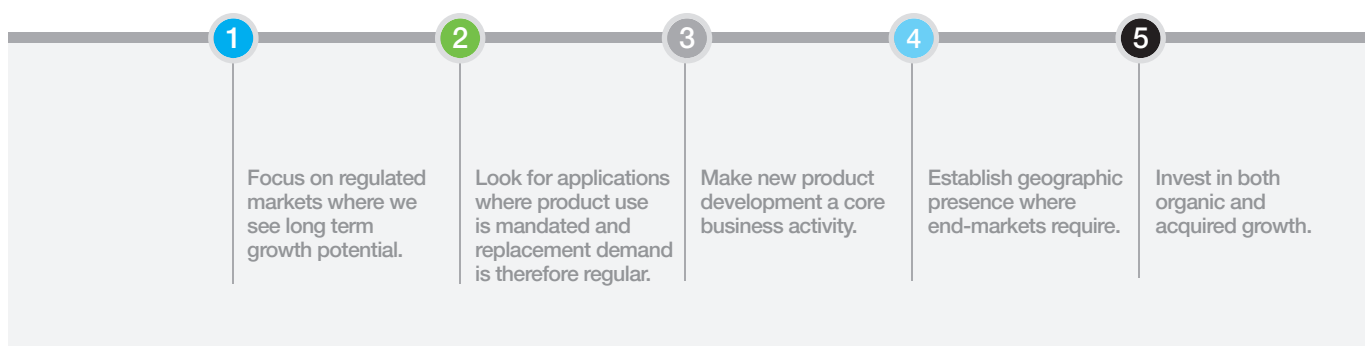 1
Focus on regulated
markets where we
see long term
growth potential.
2
Look for applications
where product use
is mandated and
replacement demand
is therefore regular.
3
Make new product
development a core
business activity.
4
Establish geographic
presence where
end-markets require.
5
Invest in both
organic and
acquired growth.